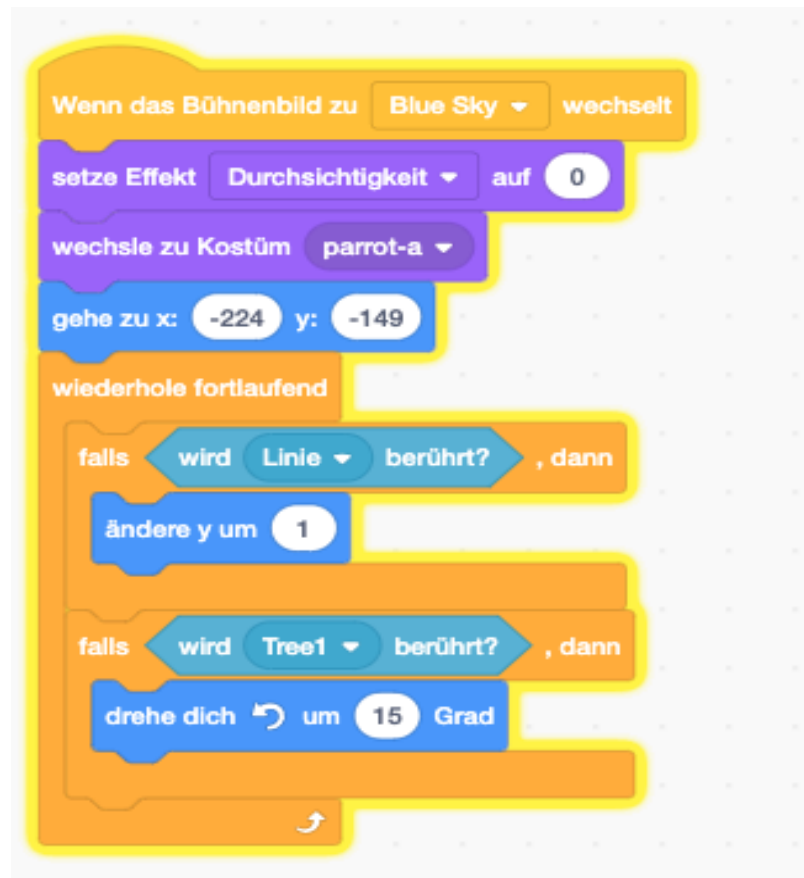 Wenn das Bühnenbild zu Blue Sky wechselt
setze Effekt Durchsichtigkeit auf 0
wechsle zu Kostüm parrot-a
gehe zu x: -224 y: -149
wiederhole fortlaufend
falls wird Linie berührt? , dann
ändere y um 1
falls wird Tree1 berührt? , dann
drehe dich um 15 Grad